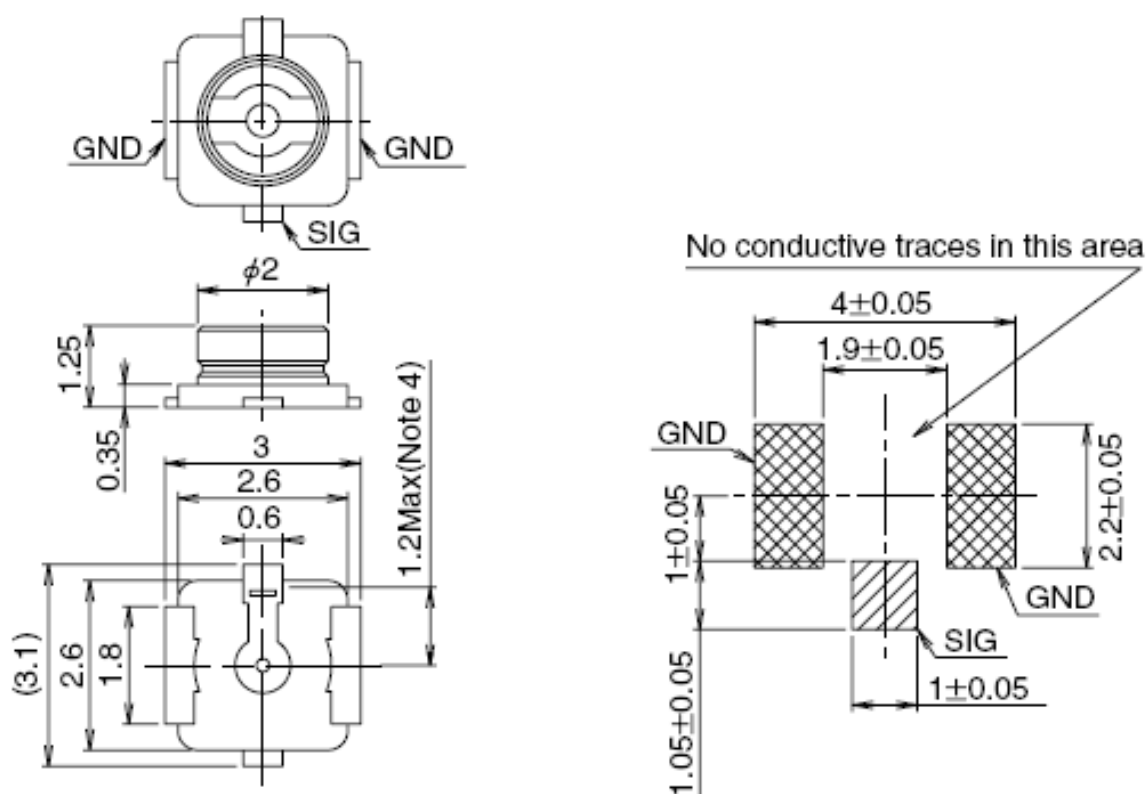 GND
GND
SIG
ϕ2
1.25
0.35
3
2.6
0.6
1.2Max(Note 4)
(3.1)
2.6
1.8
No conductive traces in this area
4±0.05
1.9±0.05
GND
1±0.05
2.2±0.05
GND
SIG
1±0.05
1.05±0.05